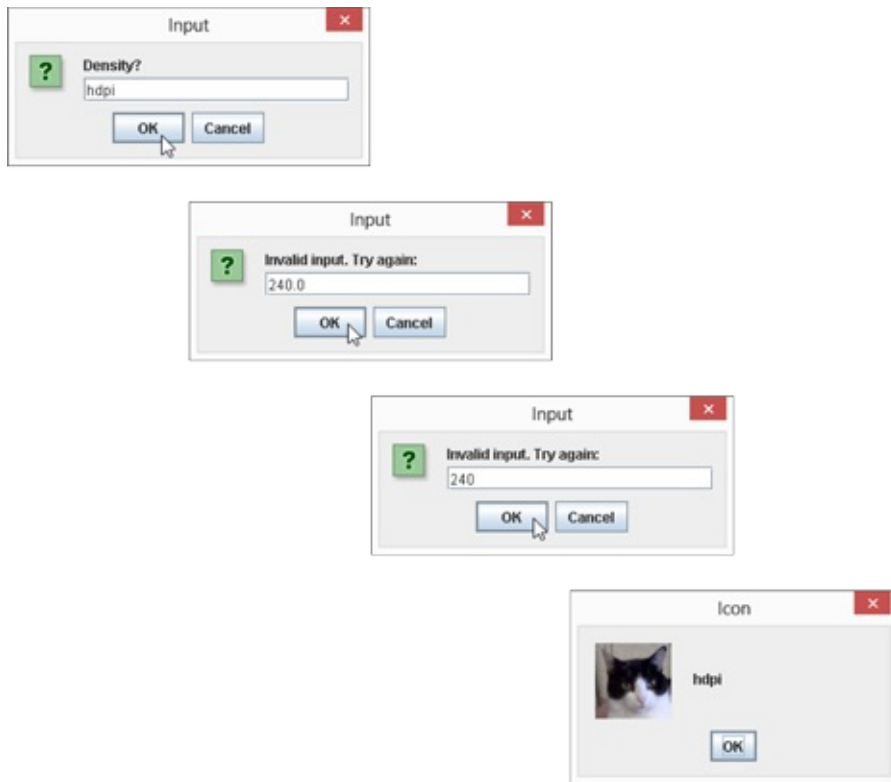 Input
Density?
hdpi
OK Cancel
Input
Invalid input. Try again:
240.0
OK Cancel
Input
Invalid input. Try again:
240
OK Cancel
Icon
hdpi
OK